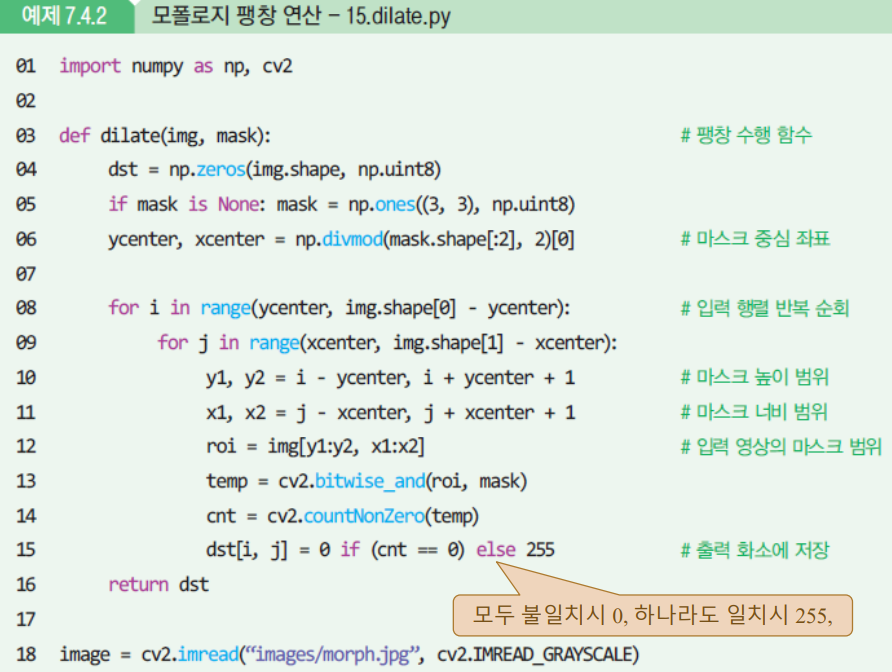 예제 7.4.2 모폴로지 팽창 연산 – 15.dilate.py
01 import numpy as np, cv2
02
03 def dilate(img, mask): # 팽창 수행 함수
04 dst = np.zeros(img.shape, np.uint8)
05 if mask is None: mask = np.ones((3, 3), np.uint8)
06 ycenter, xcenter = np.divmod(mask.shape[:2], 2)[0] # 마스크 중심 좌표
07
08 for i in range(ycenter, img.shape[0] - ycenter): # 입력 행렬 반복 순회
09 for j in range(xcenter, img.shape[1] - xcenter):
10 y1, y2 = i - ycenter, i + ycenter + 1 # 마스크 높이 범위
11 x1, x2 = j - xcenter, j + xcenter + 1 # 마스크 너비 범위
12 roi = img[y1:y2, x1:x2] # 입력 영상의 마스크 범위
13 temp = cv2.bitwise_and(roi, mask)
14 cnt = cv2.countNonZero(temp)
15 dst[i, j] = 0 if (cnt == 0) else 255 # 출력 화소에 저장
16 return dst
모두 불일치시 0, 하나라도 일치시 255,
17
18 image = cv2.imread(“images/morph.jpg”, cv2.IMREAD_GRAYSCALE)